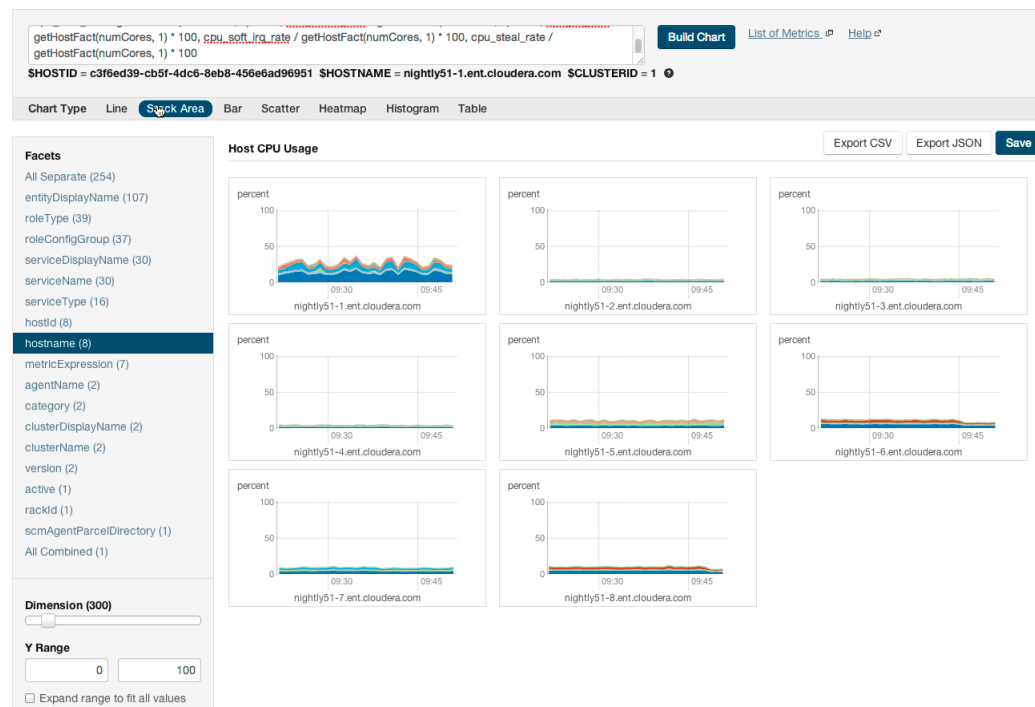 getHostFact(numCores, 1) * 100, cpu_soft_irq_rate / getHostFact(numCores, 1) * 100, cpu_steal_rate /
getHostFact(numCores, 1) * 100
Build Chart
List of Metrics
Help
$HOSTID = c3f6ed39-cb5f-4dc6-8eb8-456e6ad96951 $HOSTNAME = nightly51-1.ent.cloudera.com $CLUSTERID = 1
Chart Type Line Stack Area Bar Scatter Heatmap Histogram Table
Facets
All Separate (254)
entityDisplayName (107)
roleType (39)
roleConfigGroup (37)
serviceDisplayName (30)
serviceName (30)
serviceType (16)
hostId (8)
hostname (8)
metricExpression (7)
agentName (2)
category (2)
clusterDisplayName (2)
clusterName (2)
version (2)
active (1)
rackId (1)
scmAgentParcelDirectory (1)
All Combined (1)
Dimension (300)
Y Range
0 100
Expand range to fit all values
Host CPU Usage
Export CSV Export JSON Save
percent
100
50
0
09:30 09:45
nightly51-1.ent.cloudera.com
percent
100
50
0
09:30 09:45
nightly51-2.ent.cloudera.com
percent
100
50
0
09:30 09:45
nightly51-3.ent.cloudera.com
percent
100
50
0
09:30 09:45
nightly51-4.ent.cloudera.com
percent
100
50
0
09:30 09:45
nightly51-5.ent.cloudera.com
percent
100
50
0
09:30 09:45
nightly51-6.ent.cloudera.com
percent
100
50
0
09:30 09:45
nightly51-7.ent.cloudera.com
percent
100
50
0
09:30 09:45
nightly51-8.ent.cloudera.com